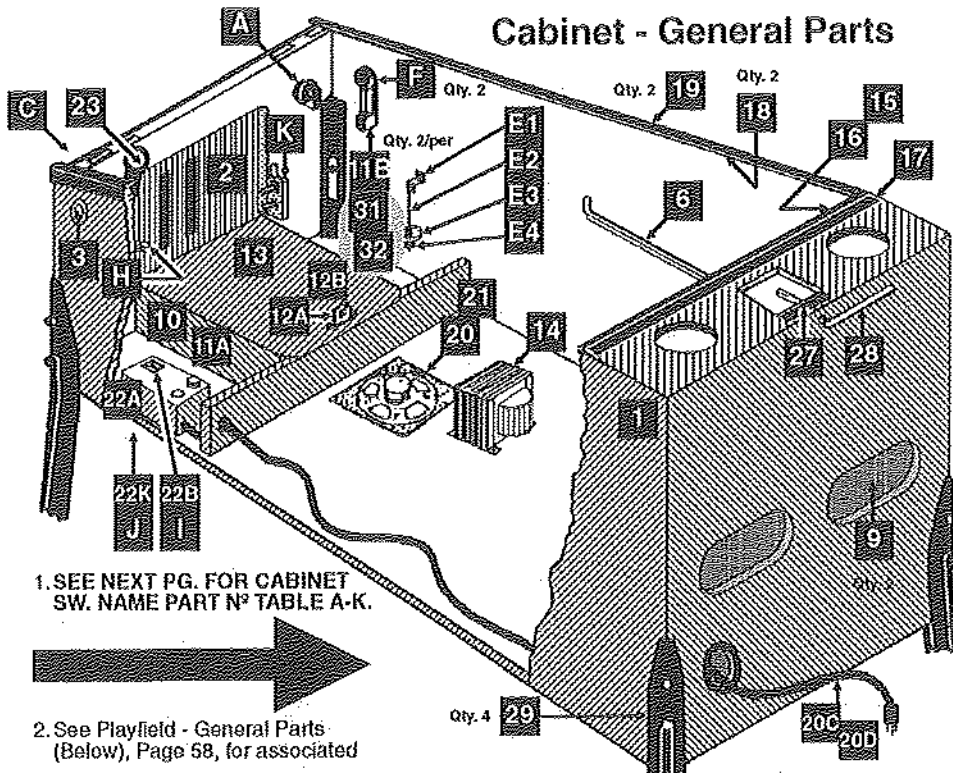 Cabinet - General Parts
A
F
Qty. 2
Qty. 2
19
Qty. 2
18
15
C
23
K
2
Qty. 2/per
11B
E1
16
17
E2
31
6
E3
3
32
E4
13
H
12B
10
12A
21
11A
20
14
27
28
22A
1
22K
22B
J
I
9
Qty. 2
1. SEE NEXT PG. FOR CABINET
SW. NAME PART Nº TABLE A-K.
2. See Playfield - General Parts
(Below), Page 58, for associated
Qty. 4
29
20C
20D